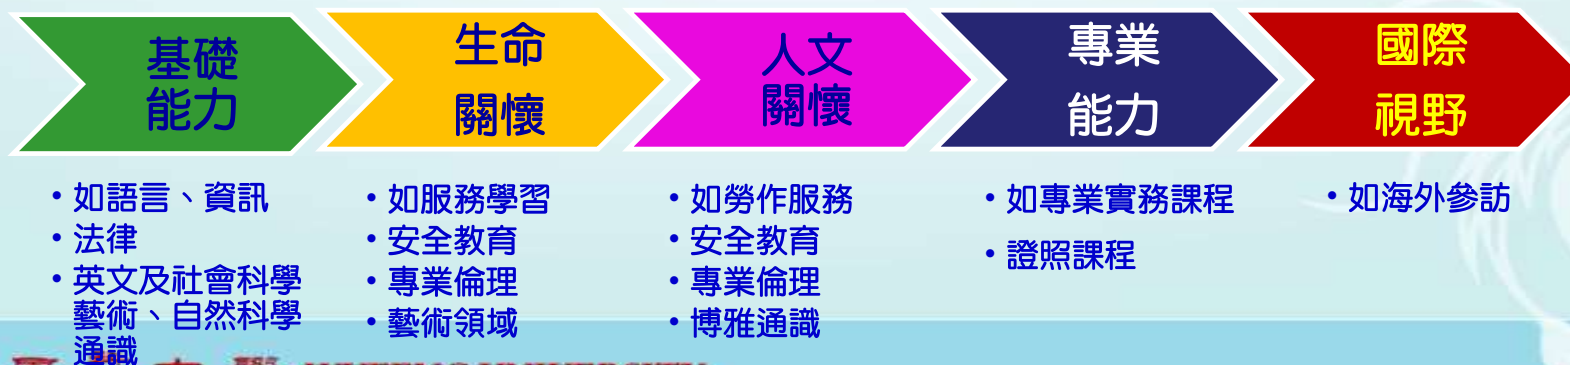 基礎
能力
生命
關懷
人文
關懷
專業
能力
國際
視野
•如語言、資訊
•法律
•英文及社會科學
藝術、自然科學
通識
•如服務學習
•安全教育
•專業倫理
•藝術領域
•如勞作服務
•安全教育
•專業倫理
•博雅通識
•如專業實務課程
•證照課程
•如海外參訪